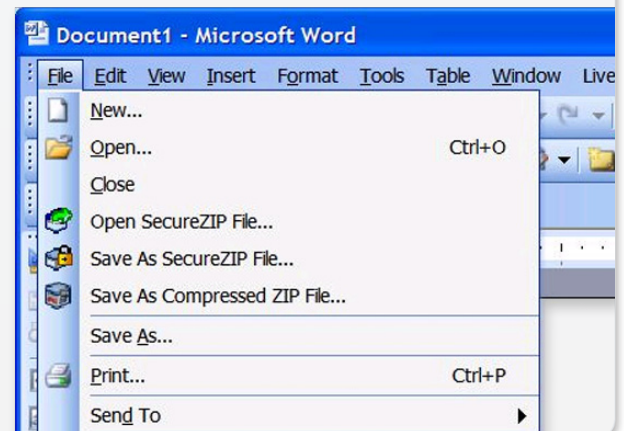 Document1 - Microsoft Word
File Edit View Insert Format Tools Table Window Live
New...
Open... Ctrl+O
Close
Open SecureZIP File...
Save As SecureZIP File...
Save As Compressed ZIP File...
Save As...
Print... Ctrl+P
Send To